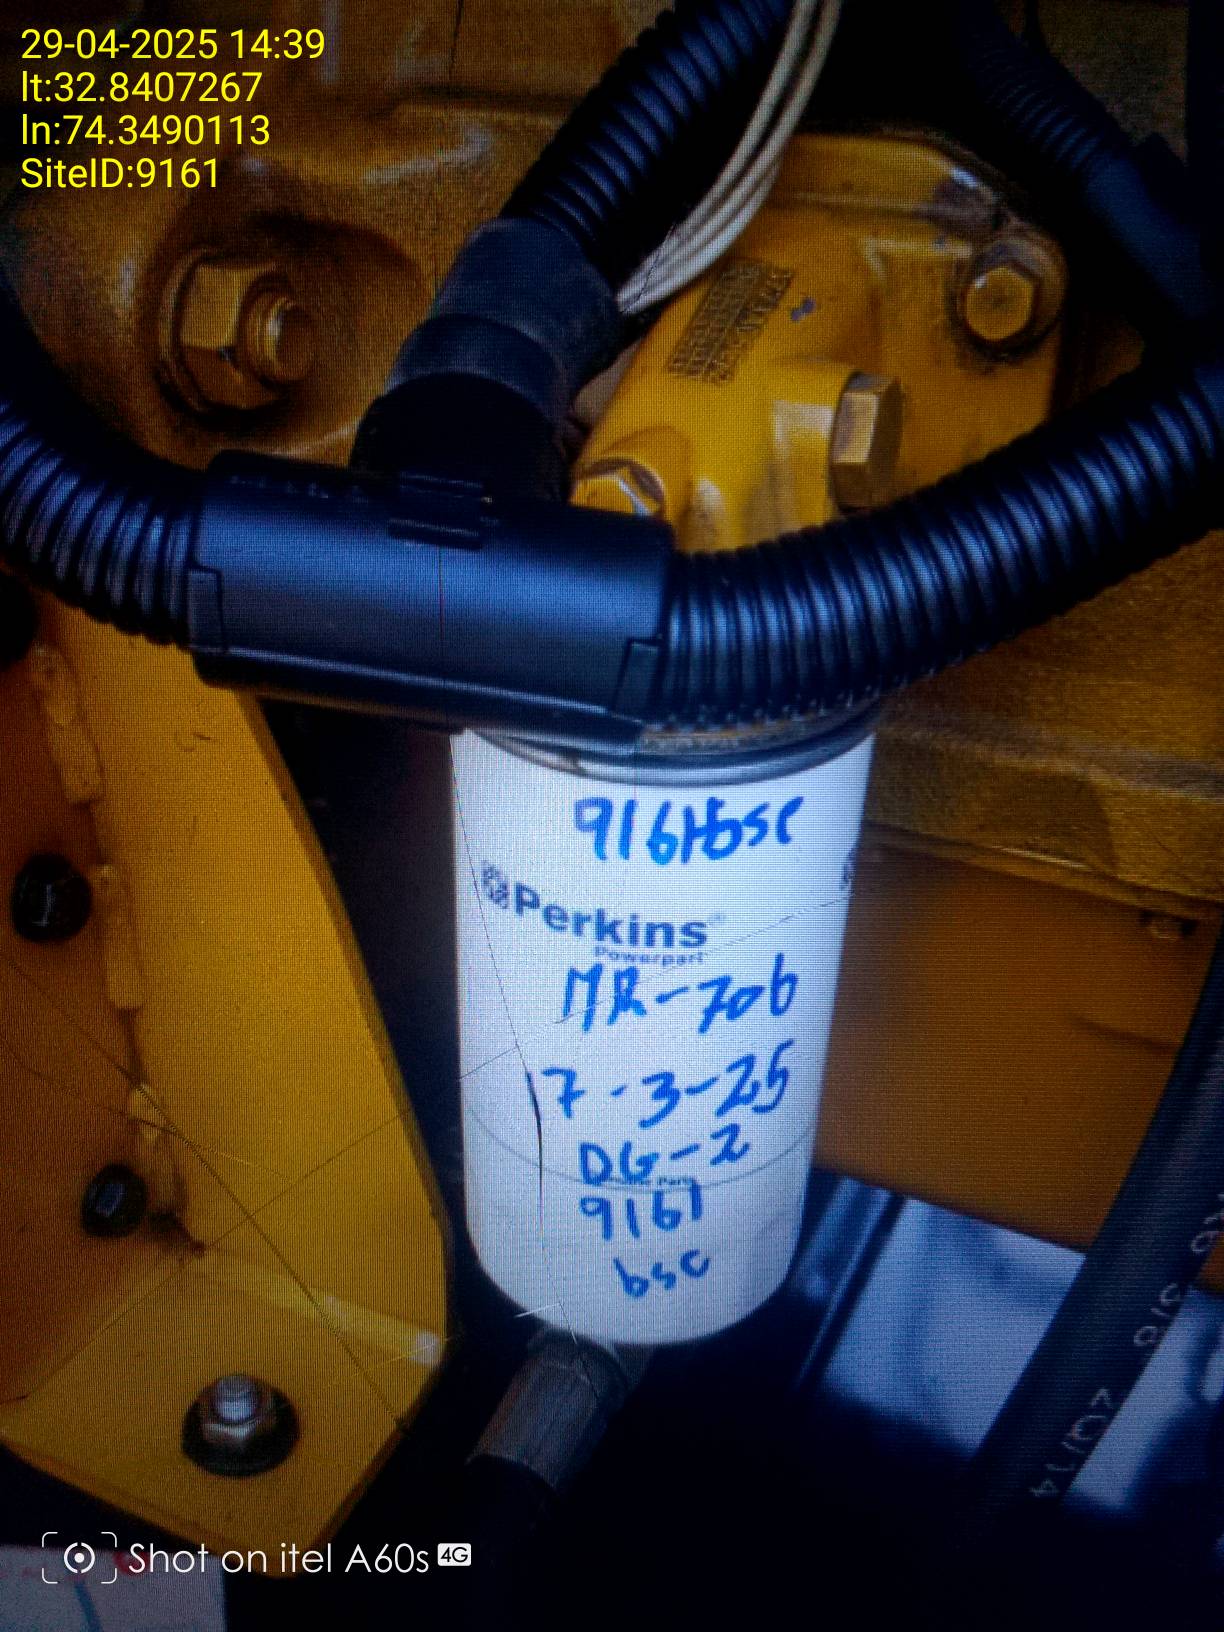 29-04-2025 14:39
lt:32.8407267
ln:74.3490113
SiteID:9161
9161bsc
Perkins
Powerpart
MR-706
17-3-25
DG-2
9161
bsc
Shot on itel A60s 4G